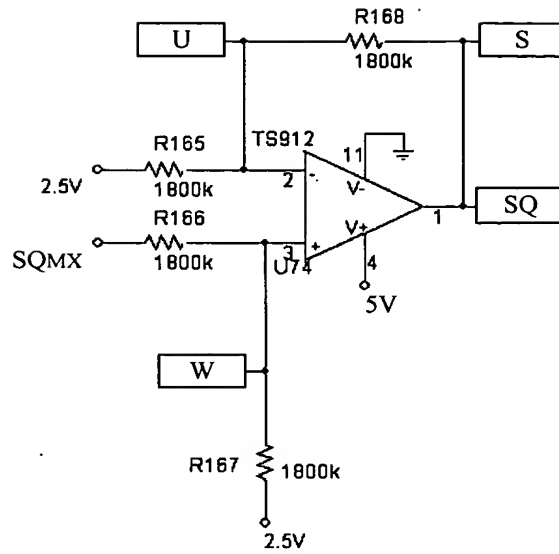 R168
U
S
1800k
R165
TS912
11
V-
2.5V
1800k
2
-
R166
1
SQ
V+
SQMX
1800k
3
+
U74
4
5V
W
R167
1800k
2.5V